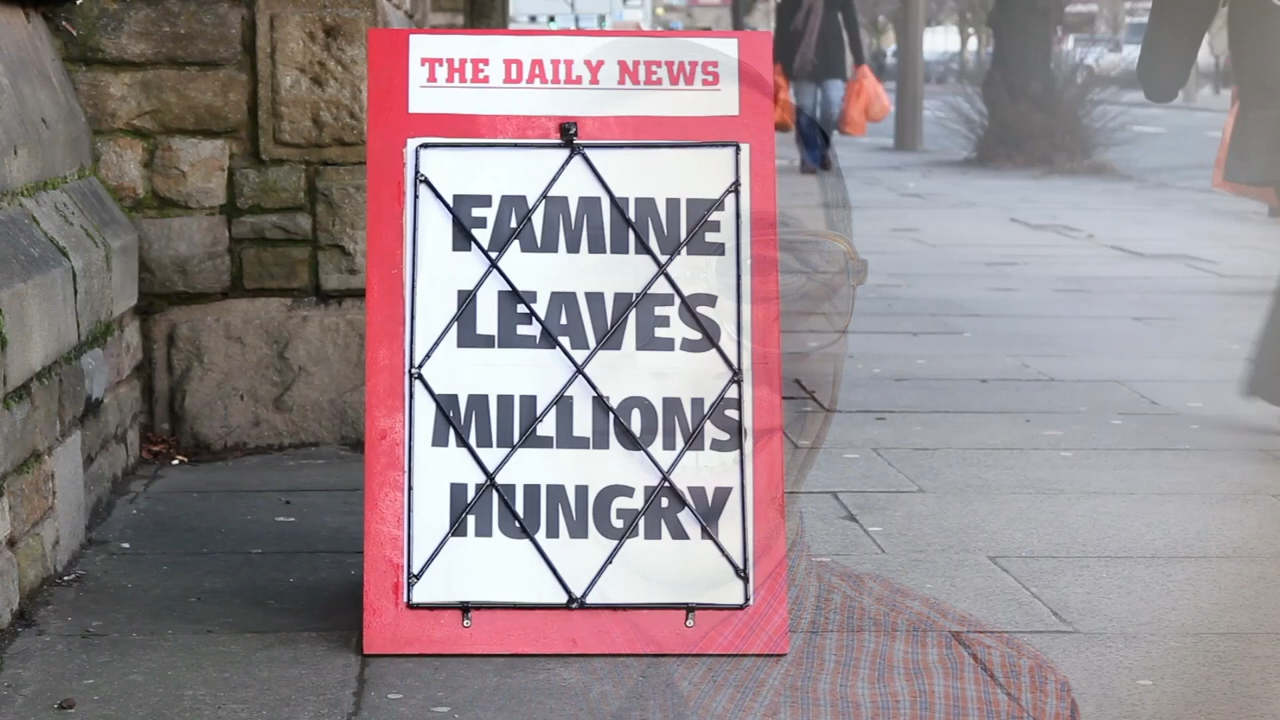 THE DAILY NEWS
FAMINE
LEAVES
MILLIONS
HUNGRY